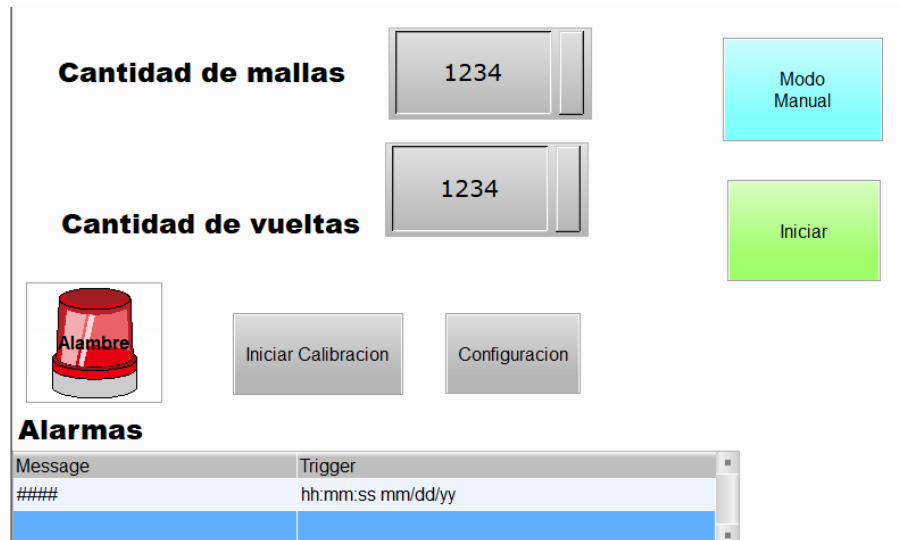 Cantidad de mallas
1234
Modo
Manual
1234
Cantidad de vueltas
Iniciar
Alambre
Iniciar Calibracion
Configuracion
Alarmas
Message Trigger
#### hh:mm:ss mm/dd/yy